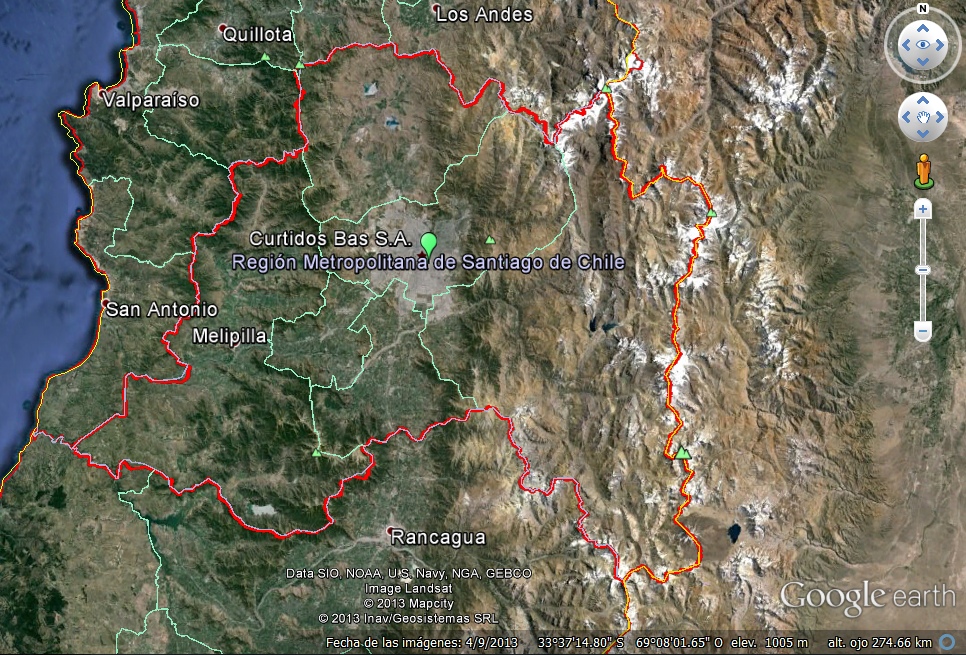 Los Andes
Quillota
N
Valparaíso
Curtidos Bas S.A.
Región Metropolitana de Santiago de Chile
San Antonio
Melipilla
Rancagua
Data SIO, NOAA, U.S. Navy, NGA, GEBCO
Image Landsat
© 2013 Mapcity
© 2013 Inav/Geosistemas SRL
Google earth
Fecha de las imágenes: 4/9/2013 33°37'14.80" S 69°08'01.65" O elev. 1005 m alt. ojo 274.66 km